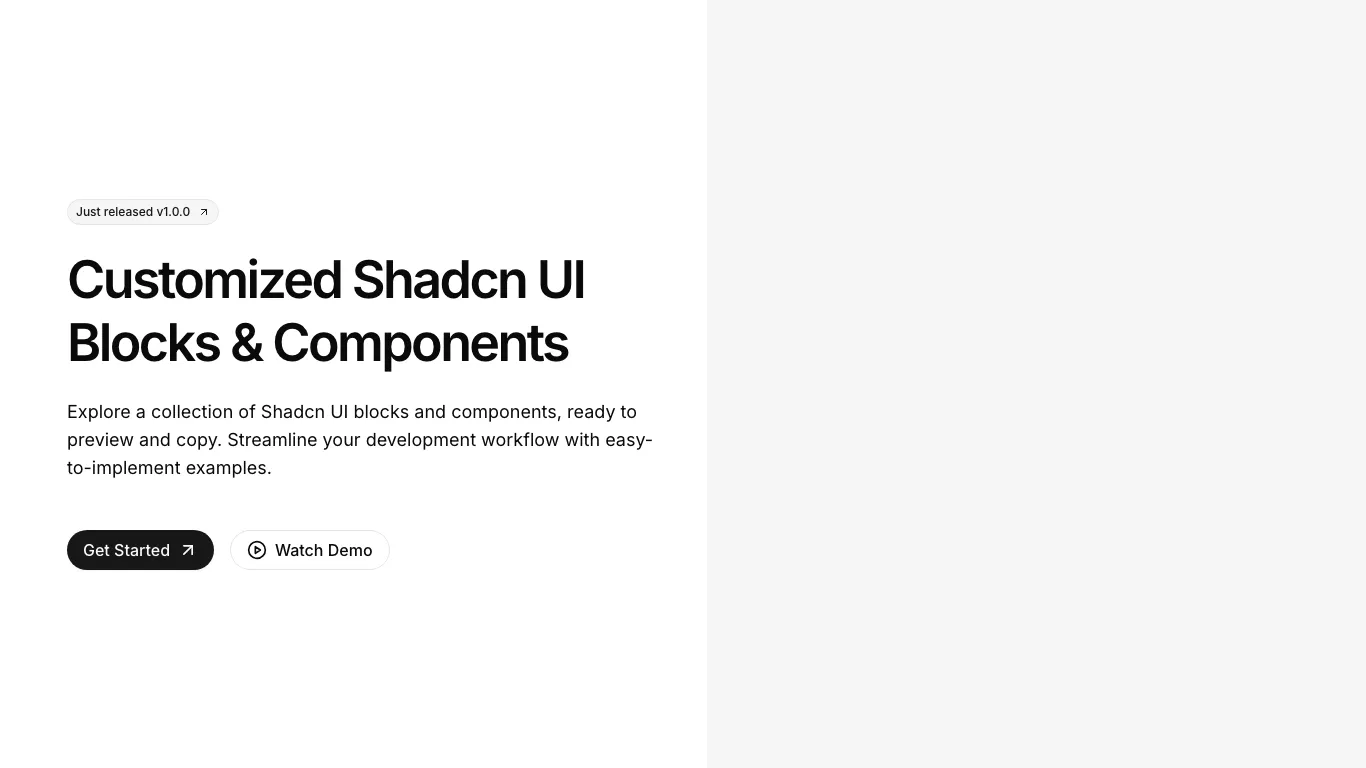 Just released v1.0.0
Customized Shadcn UI
Blocks & Components
Explore a collection of Shadcn UI blocks and components, ready to
preview and copy. Streamline your development workflow with easy-
to-implement examples.
Get Started
Watch Demo